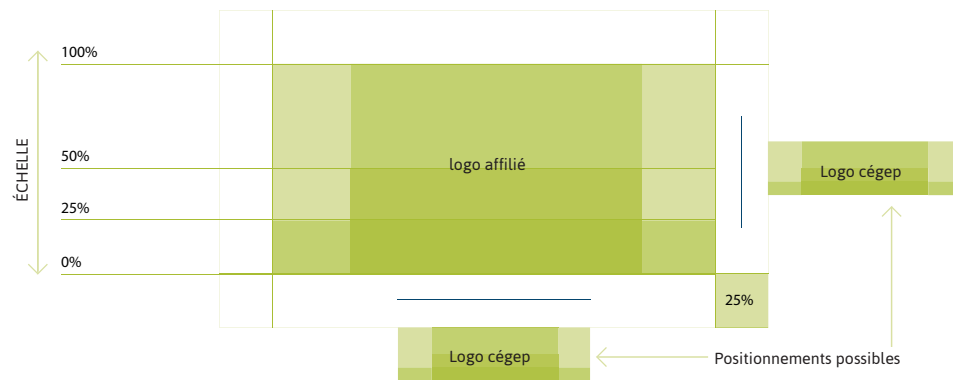 100%
ÉCHELLE
50%
logo affilié
Logo cégep
25%
0%
25%
Logo cégep
Positionnements possibles